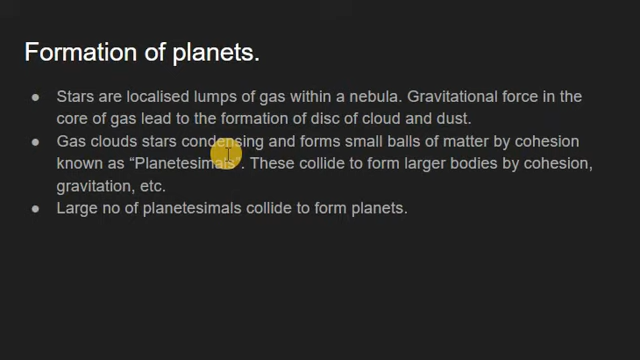 Formation of planets.
● Stars are localised lumps of gas within a nebula. Gravitational force in the
core of gas lead to the formation of disc of cloud and dust.
● Gas clouds stars condensing and forms small balls of matter by cohesion
known as “Planetesimals”. These collide to form larger bodies by cohesion,
gravitation, etc.
● Large no of planetesimals collide to form planets.